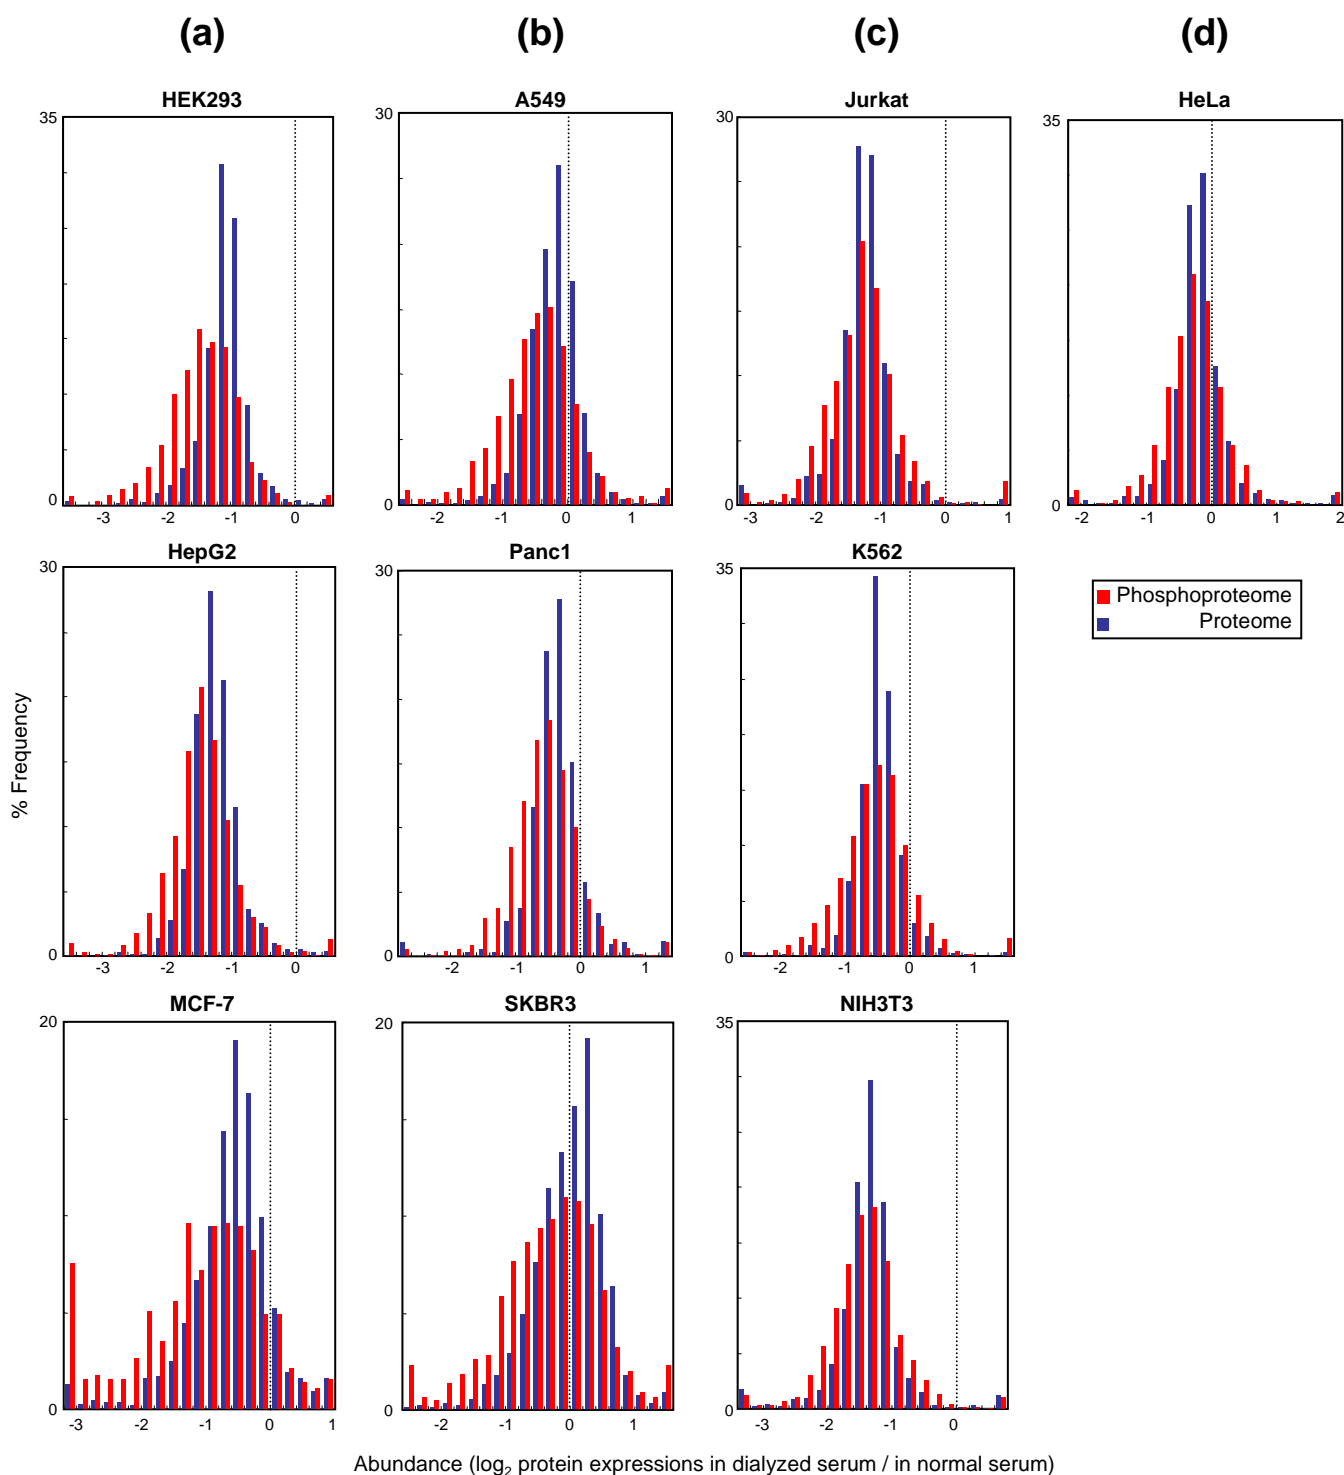 (a) (b) (c) (d)
HEK293 A549 Jurkat HeLa
35 30 30 35
0 0 0 0
-3 -2 -1 0 -2 -1 0 1 -3 -2 -1 0 1 -2 -1 0 1 2
HepG2 Panc1 K562
30 30 35
Phosphoproteome
Proteome
0 0 0
-3 -2 -1 0 -2 -1 0 1 -2 -1 0 1
MCF-7 SKBR3 NIH3T3
20 20 35
0 0 0
-3 -2 -1 0 1 -2 -1 0 1 -3 -2 -1 0
% Frequency
Abundance (log2 protein expressions in dialyzed serum / in normal serum)